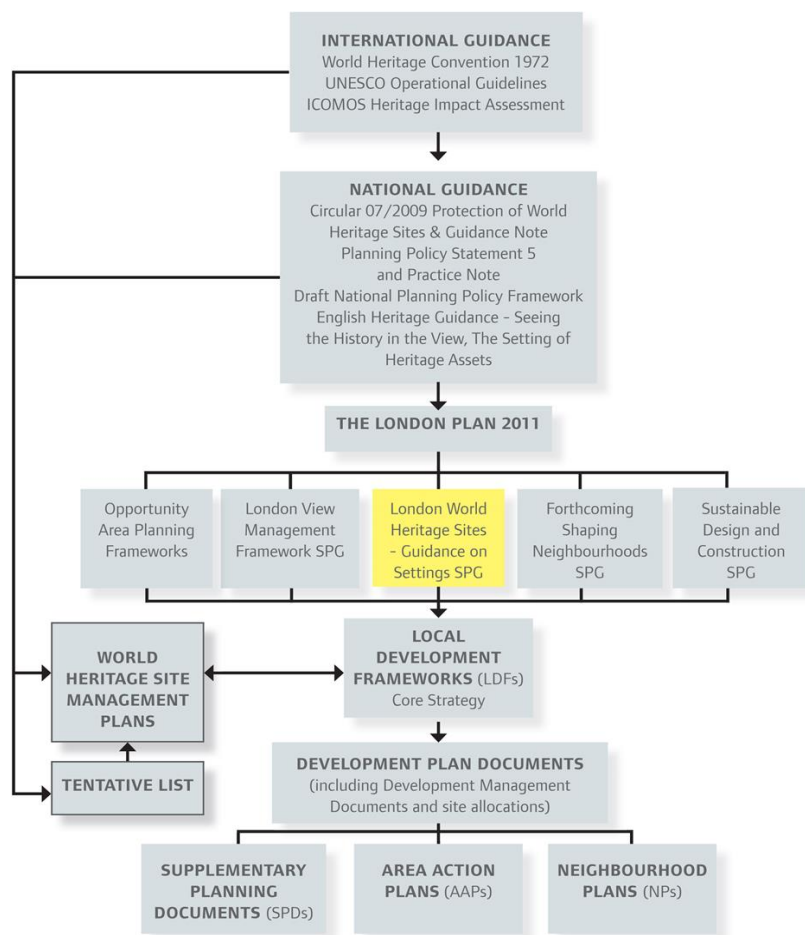 INTERNATIONAL GUIDANCE
World Heritage Convention 1972
UNESCO Operational Guidelines
ICOMOS Heritage Impact Assessment
NATIONAL GUIDANCE
Circular 07/2009 Protection of World
Heritage Sites & Guidance Note
Planning Policy Statement 5
and Practice Note
Draft National Planning Policy Framework
English Heritage Guidance - Seeing
the History in the View, The Setting of
Heritage Assets
THE LONDON PLAN 2011
Opportunity
Area Planning
Frameworks
London View
Management
Framework SPG
London World
Heritage Sites
- Guidance on
Settings SPG
Forthcoming
Shaping
Neighbourhoods
SPG
Sustainable
Design and
Construction
SPG
WORLD
HERITAGE SITE
MANAGEMENT
PLANS
LOCAL
DEVELOPMENT
FRAMEWORKS (LDFs)
Core Strategy
TENTATIVE LIST
DEVELOPMENT PLAN DOCUMENTS
(including Development Management
Documents and site allocations)
SUPPLEMENTARY
PLANNING
DOCUMENTS (SPDs)
AREA ACTION
PLANS (AAPs)
NEIGHBOURHOOD
PLANS (NPs)